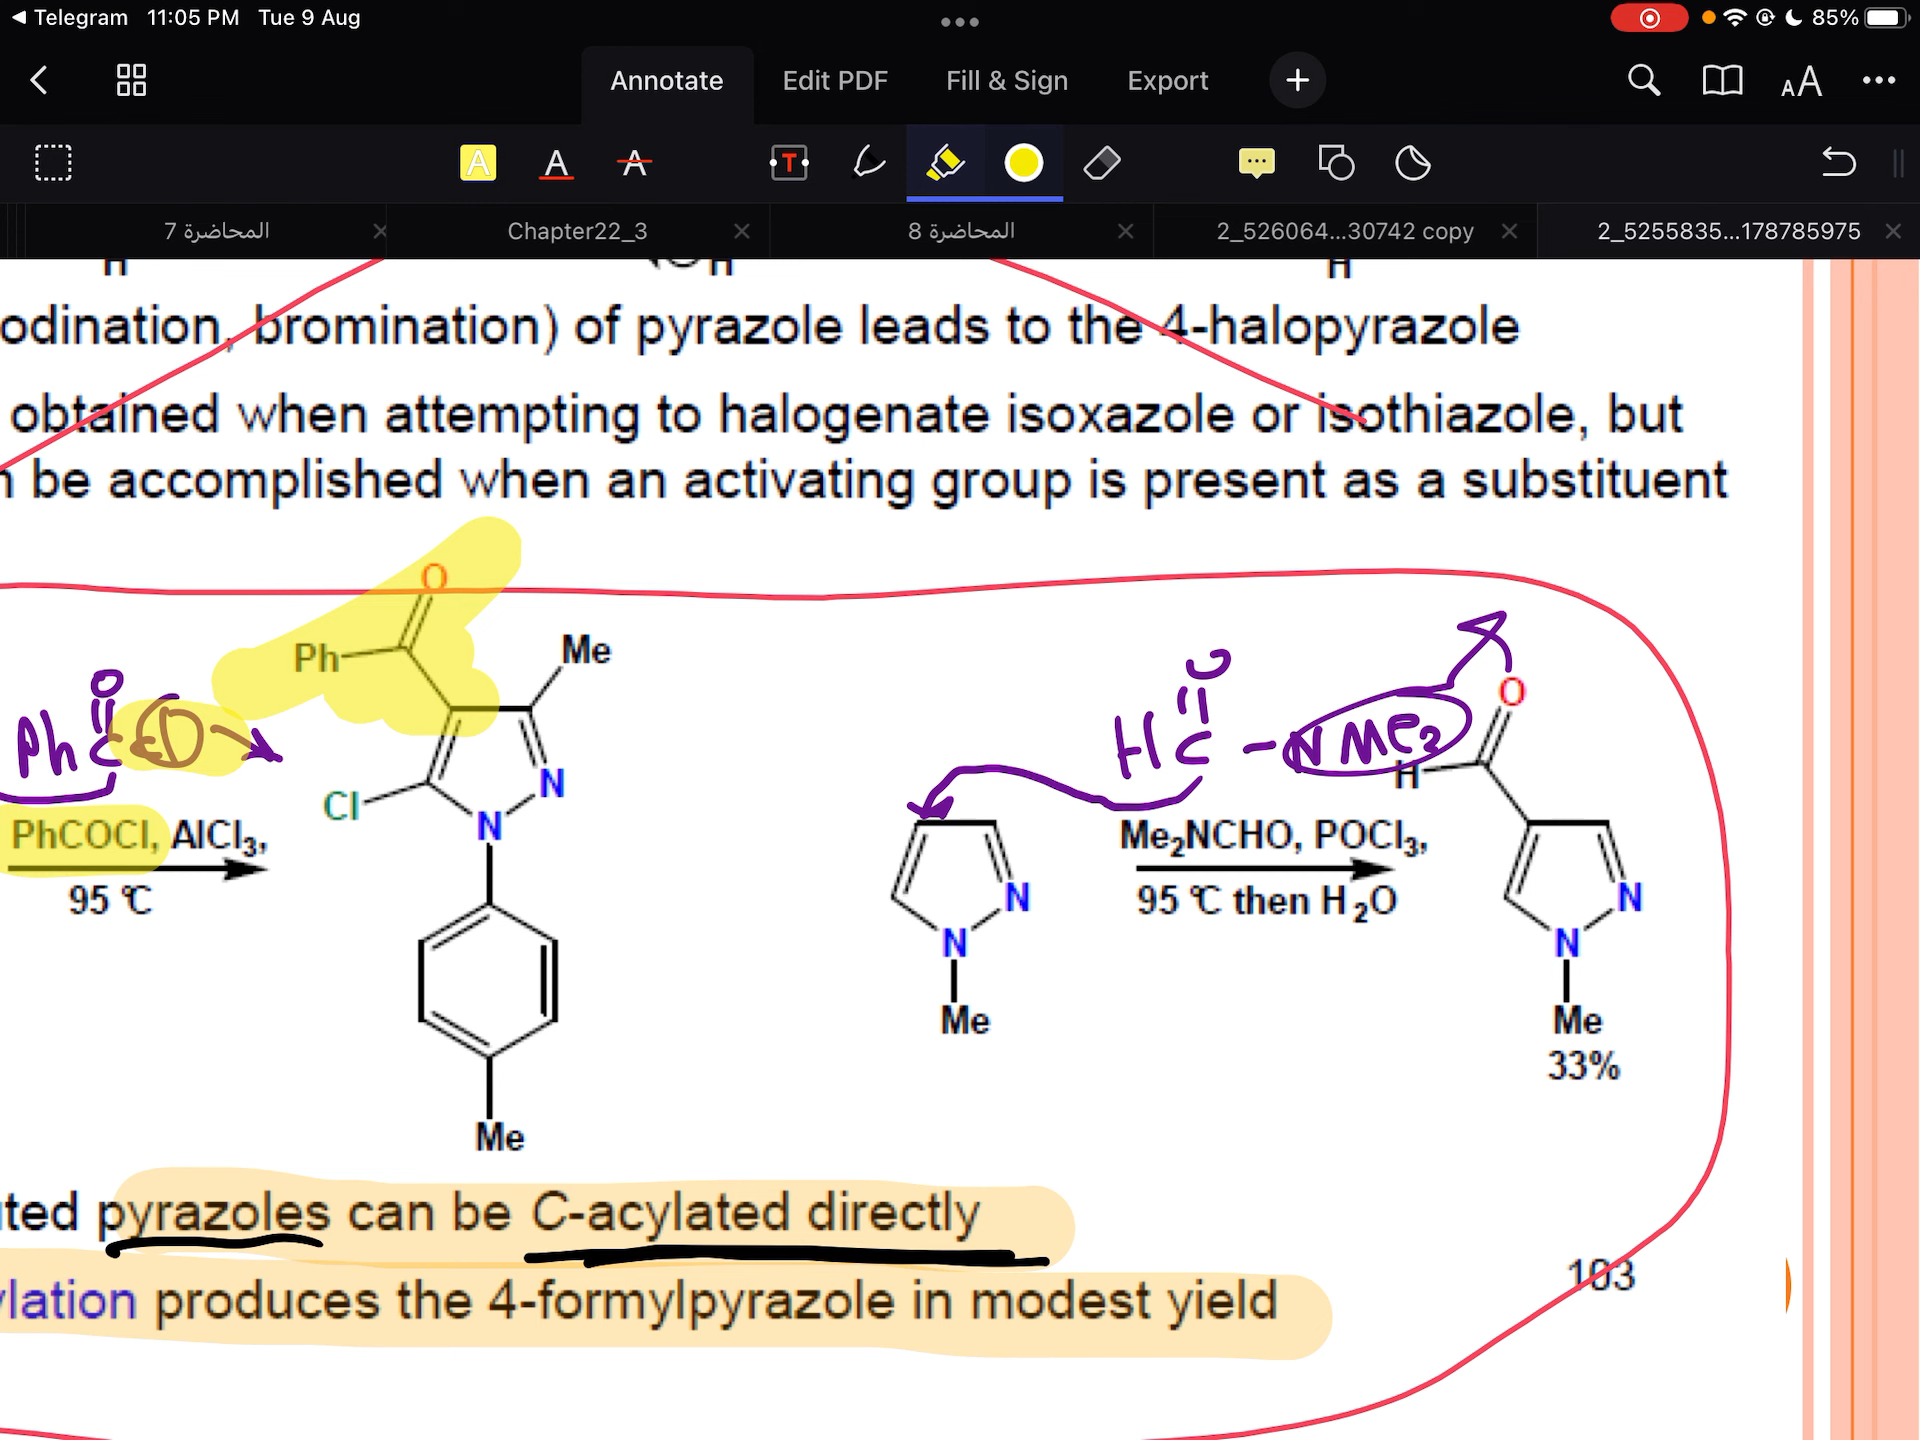 Telegram 11:05 PM Tue 9 Aug
85%
Annotate Edit PDF Fill & Sign Export
AA
A A A T
المحاضرة 7
Chapter22_3
المحاضرة 8
2_526064...30742 copy
2_5255835...178785975
H H H
odination, bromination) of pyrazole leads to the 4-halopyrazole
obtained when attempting to halogenate isoxazole or isothiazole, but
be accomplished when an activating group is present as a substituent
O
Ph Me
Cl N
N
Me
O
Ph C
PhCOCl, AlCl3,
95 °C
O
H C - NMe2
Me2NCHO, POCl3,
95 °C then H2O
N
N
Me
O
H
N
N
Me
33%
uted pyrazoles can be C-acylated directly
ylation produces the 4-formylpyrazole in modest yield
103